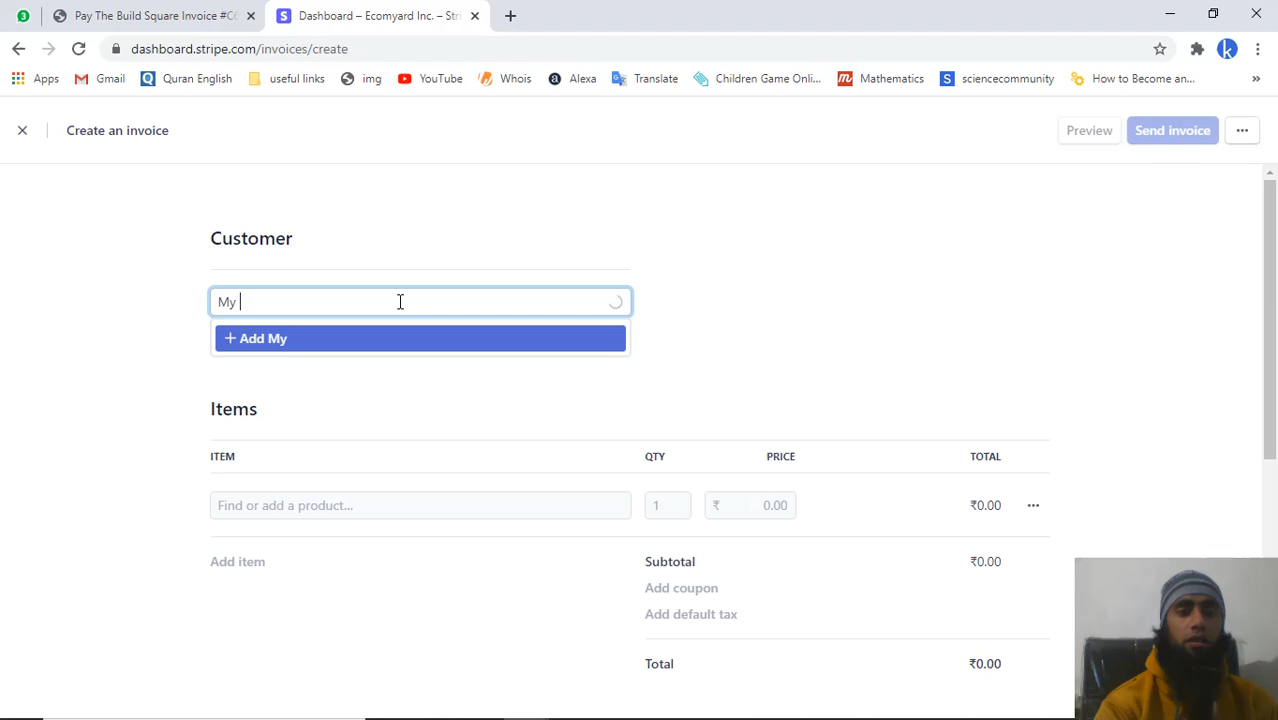 3
Pay The Build Square Invoice #C6
Dashboard – Ecomyard Inc. – Str
dashboard.stripe.com/invoices/create
k
Apps
Gmail
Quran English
useful links
img
YouTube
Whois
Alexa
Translate
Children Game Onli...
Mathematics
sciencecommunity
How to Become an...
»
Create an invoice
Preview
Send invoice
Customer
My
+ Add My
Items
ITEM QTY PRICE TOTAL
Find or add a product... 1 ₹ 0.00 ₹0.00
Add item
Subtotal ₹0.00
Add coupon
Add default tax
Total ₹0.00